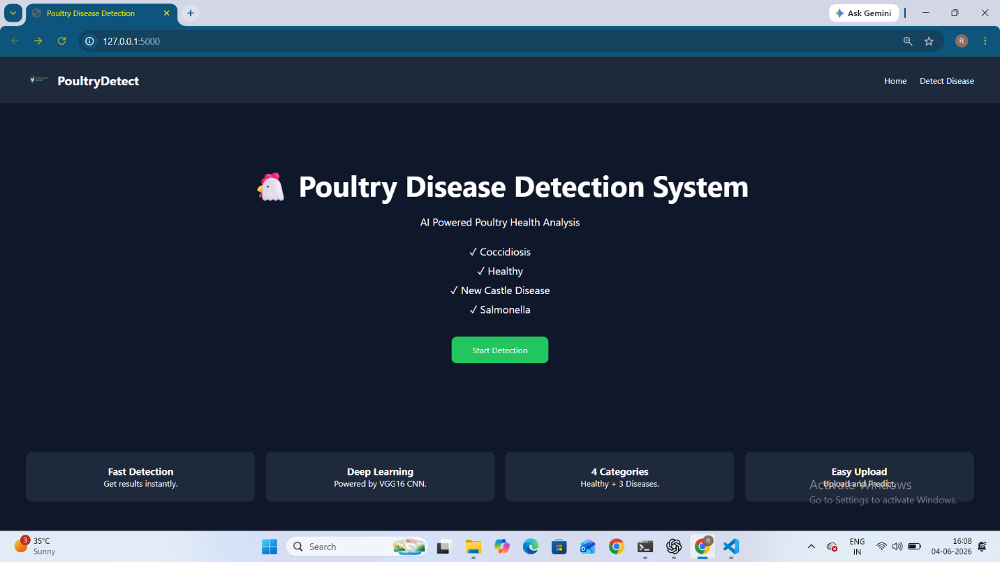 Poultry Disease Detection
Ask Gemini
127.0.0.1:5000
R
PoultryDetect
Home
Detect Disease
Poultry Disease Detection System
AI Powered Poultry Health Analysis
✓ Coccidiosis
✓ Healthy
✓ New Castle Disease
✓ Salmonella
Start Detection
Fast Detection
Get results instantly.
Deep Learning
Powered by VGG16 CNN.
4 Categories
Healthy + 3 Diseases.
Easy Upload
Upload and Predict.
Activate Windows
Go to Settings to activate Windows.
3
35°C
Sunny
Search
R
ENG
IN
16:08
04-06-2026